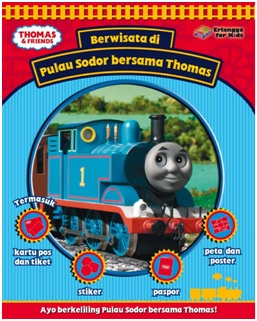 THOMAS
& FRIENDS
Berwisata di
Pulau Sodor bersama Thomas
Erlangga
for Kids
1
Termasuk
kartu pos
dan tiket
stiker
paspor
peta dan
poster
Ayo berkeliling Pulau Sodor bersama Thomas!